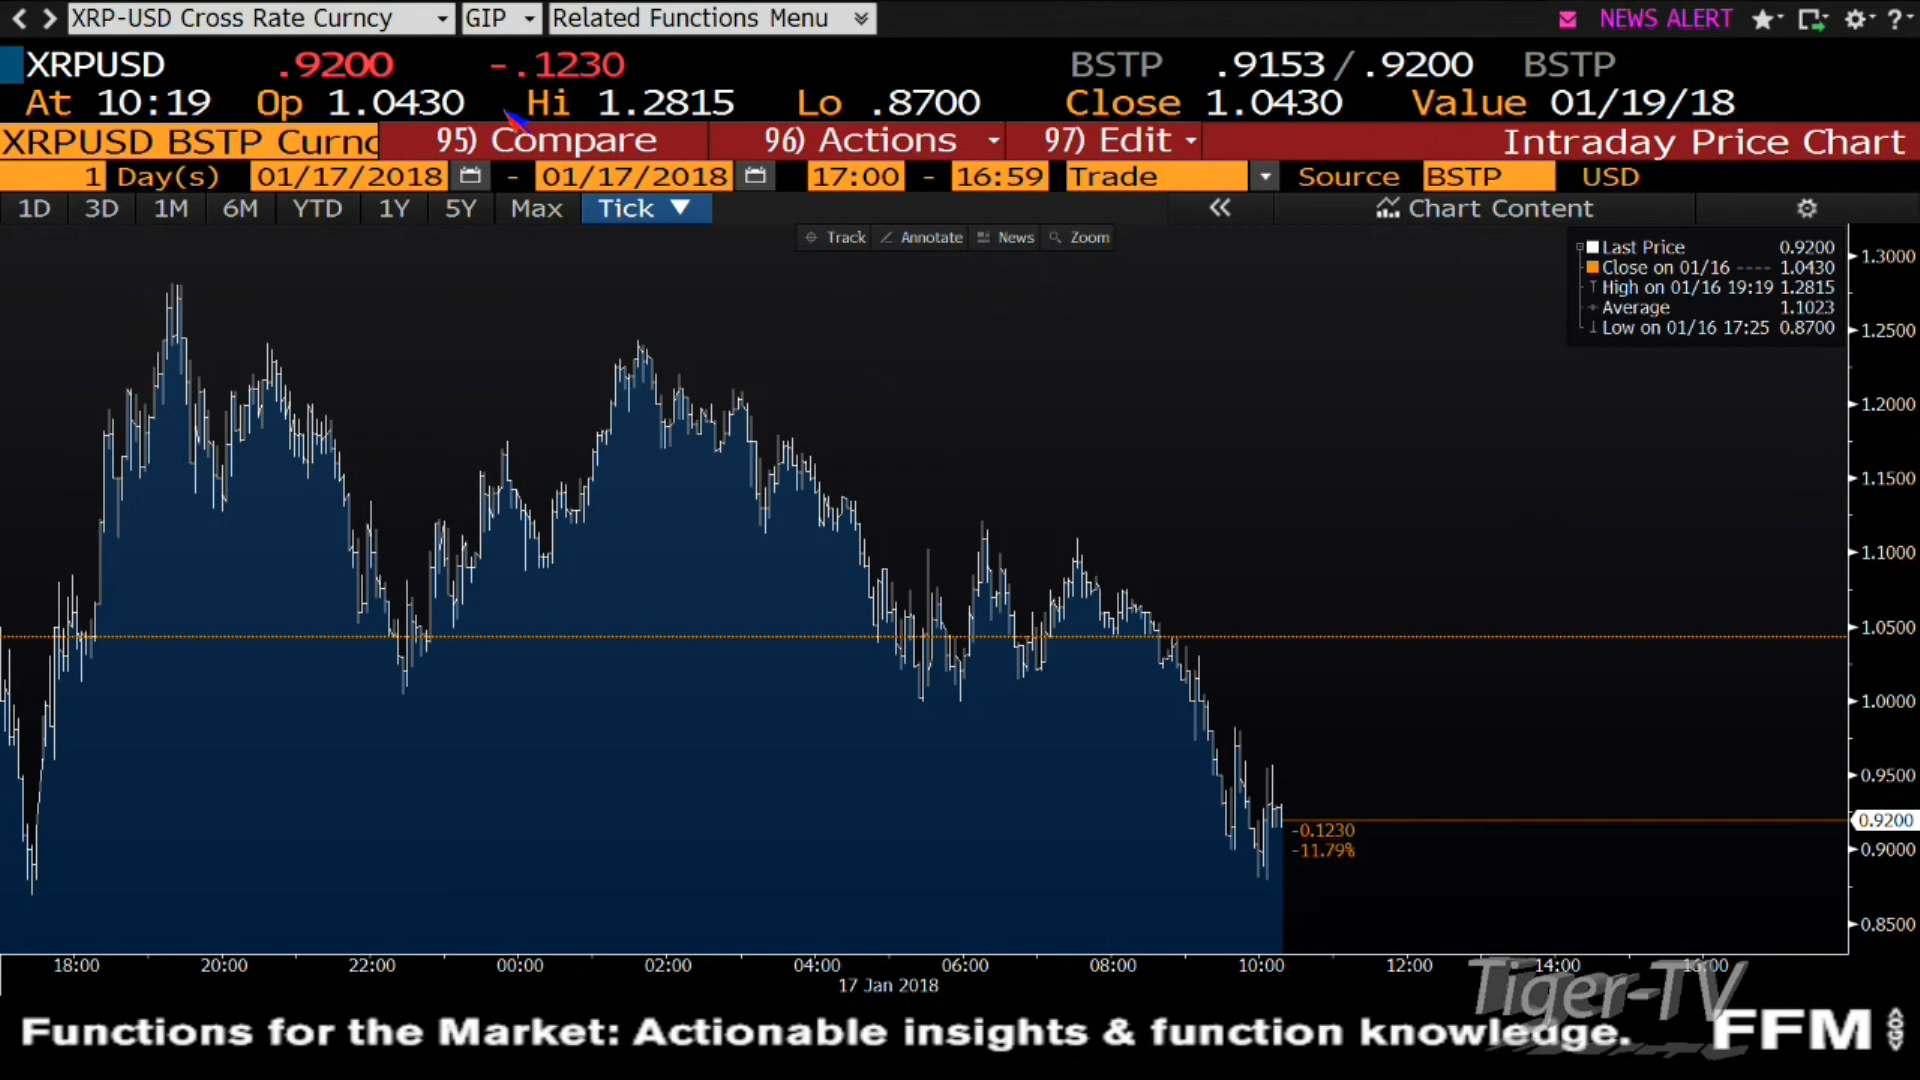 XRP-USD Cross Rate Curncy GIP Related Functions Menu NEWS ALERT ?
XRPUSD .9200 -.1230 BSTP .9153/.9200 BSTP
At 10:19 Op 1.0430 Hi 1.2815 Lo .8700 Close 1.0430 Value 01/19/18
XRPUSD BSTP Curnc 95) Compare 96) Actions 97) Edit Intraday Price Chart
1 Day(s) 01/17/2018 - 01/17/2018 17:00 - 16:59 Trade Source BSTP USD
1D 3D 1M 6M YTD 1Y 5Y Max Tick ▼ « Chart Content
Track Annotate News Zoom
Last Price 0.9200
Close on 01/16 ---- 1.0430
High on 01/16 19:19 1.2815
Average 1.1023
Low on 01/16 17:25 0.8700
1.3000
1.2500
1.2000
1.1500
1.1000
1.0500
1.0000
0.9500
0.9200
0.9000
0.8500
-0.1230
-11.79%
18:00 20:00 22:00 00:00 02:00 04:00 06:00 08:00 10:00 12:00 14:00 16:00
17 Jan 2018
Tiger-TV
Functions for the Market: Actionable insights & function knowledge. FFM